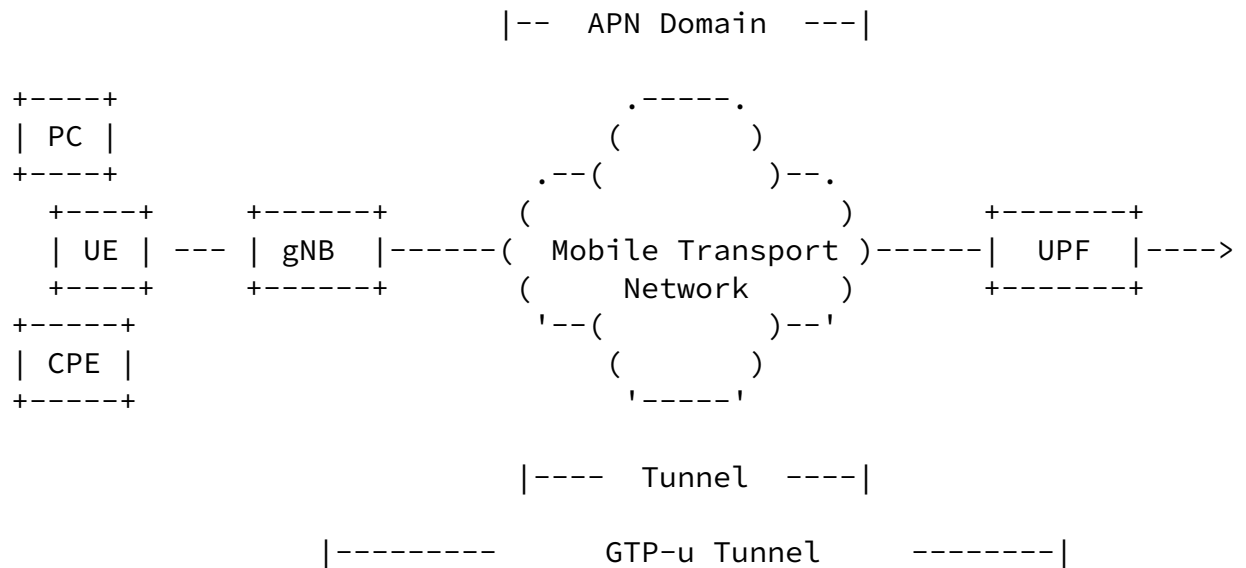 |-- APN Domain ---|
PC
UE --- gNB Mobile Transport UPF ---->
Network
CPE
|---- Tunnel ----|
|--------- GTP-u Tunnel --------|